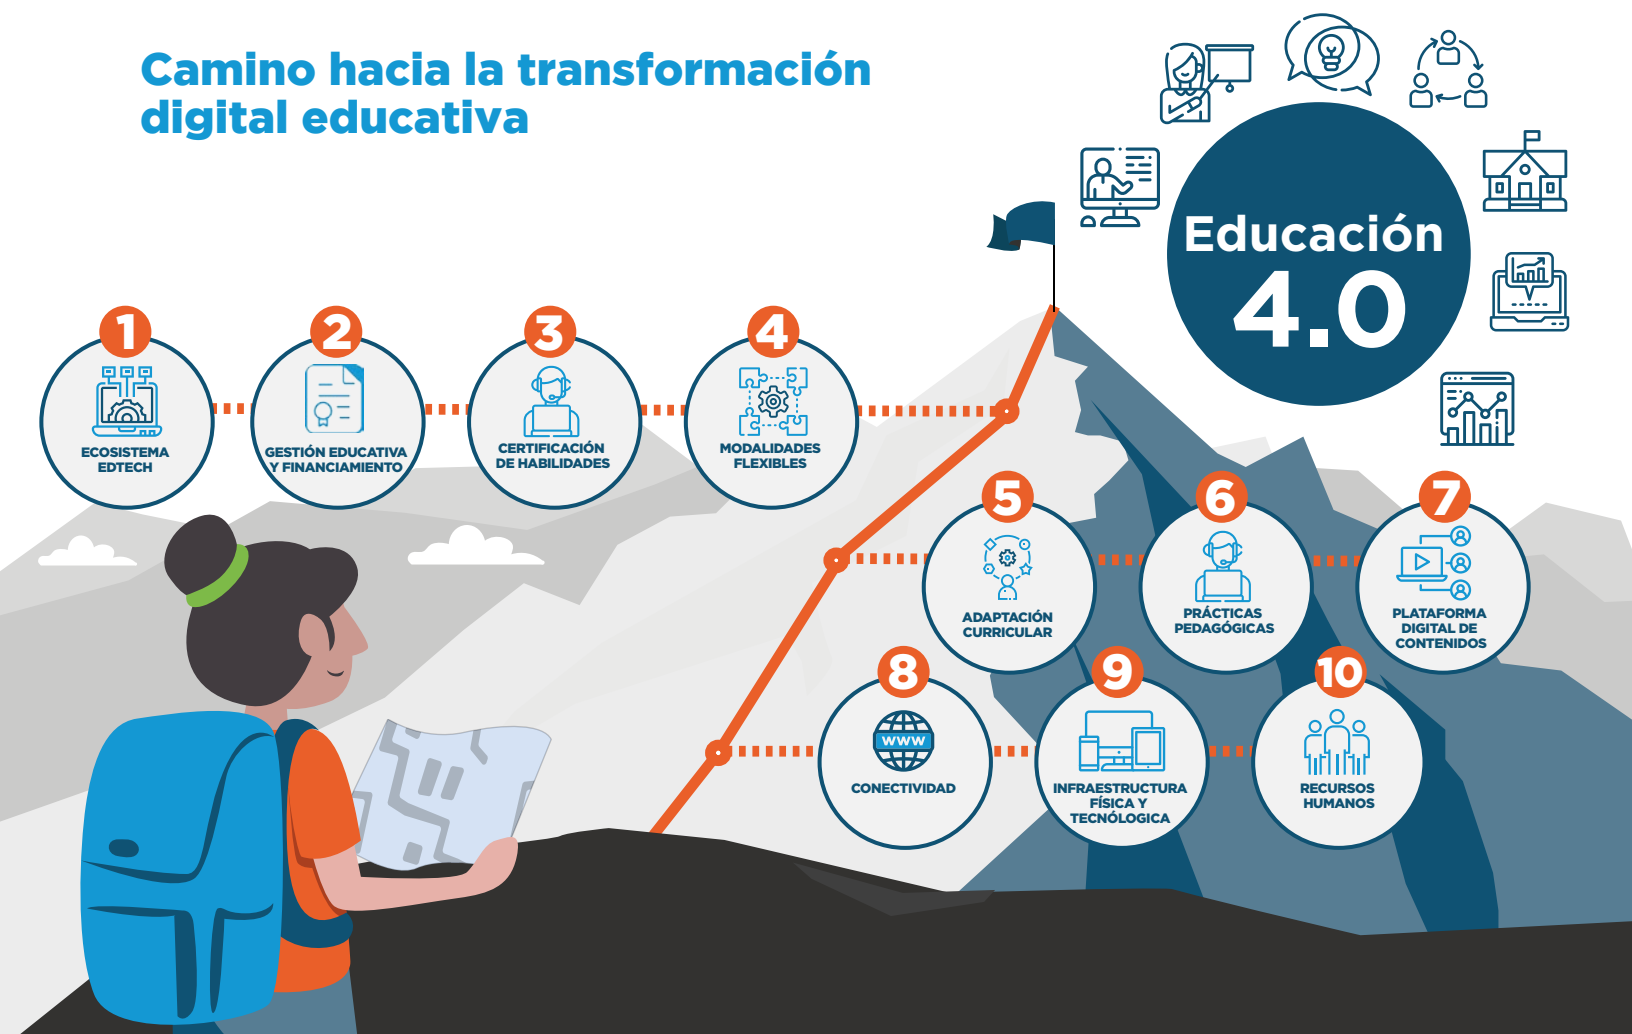 Camino hacia la transformación
digital educativa
Educación
4.0
1
ECOSISTEMA
EDTECH
2
GESTIÓN EDUCATIVA
Y FINANCIAMIENTO
3
CERTIFICACIÓN
DE HABILIDADES
4
MODALIDADES
FLEXIBLES
5
ADAPTACIÓN
CURRICULAR
6
PRÁCTICAS
PEDAGÓGICAS
7
PLATAFORMA
DIGITAL DE
CONTENIDOS
8
WWW
CONECTIVIDAD
9
INFRAESTRUCTURA
FÍSICA Y
TECNÓLOGICA
10
RECURSOS
HUMANOS